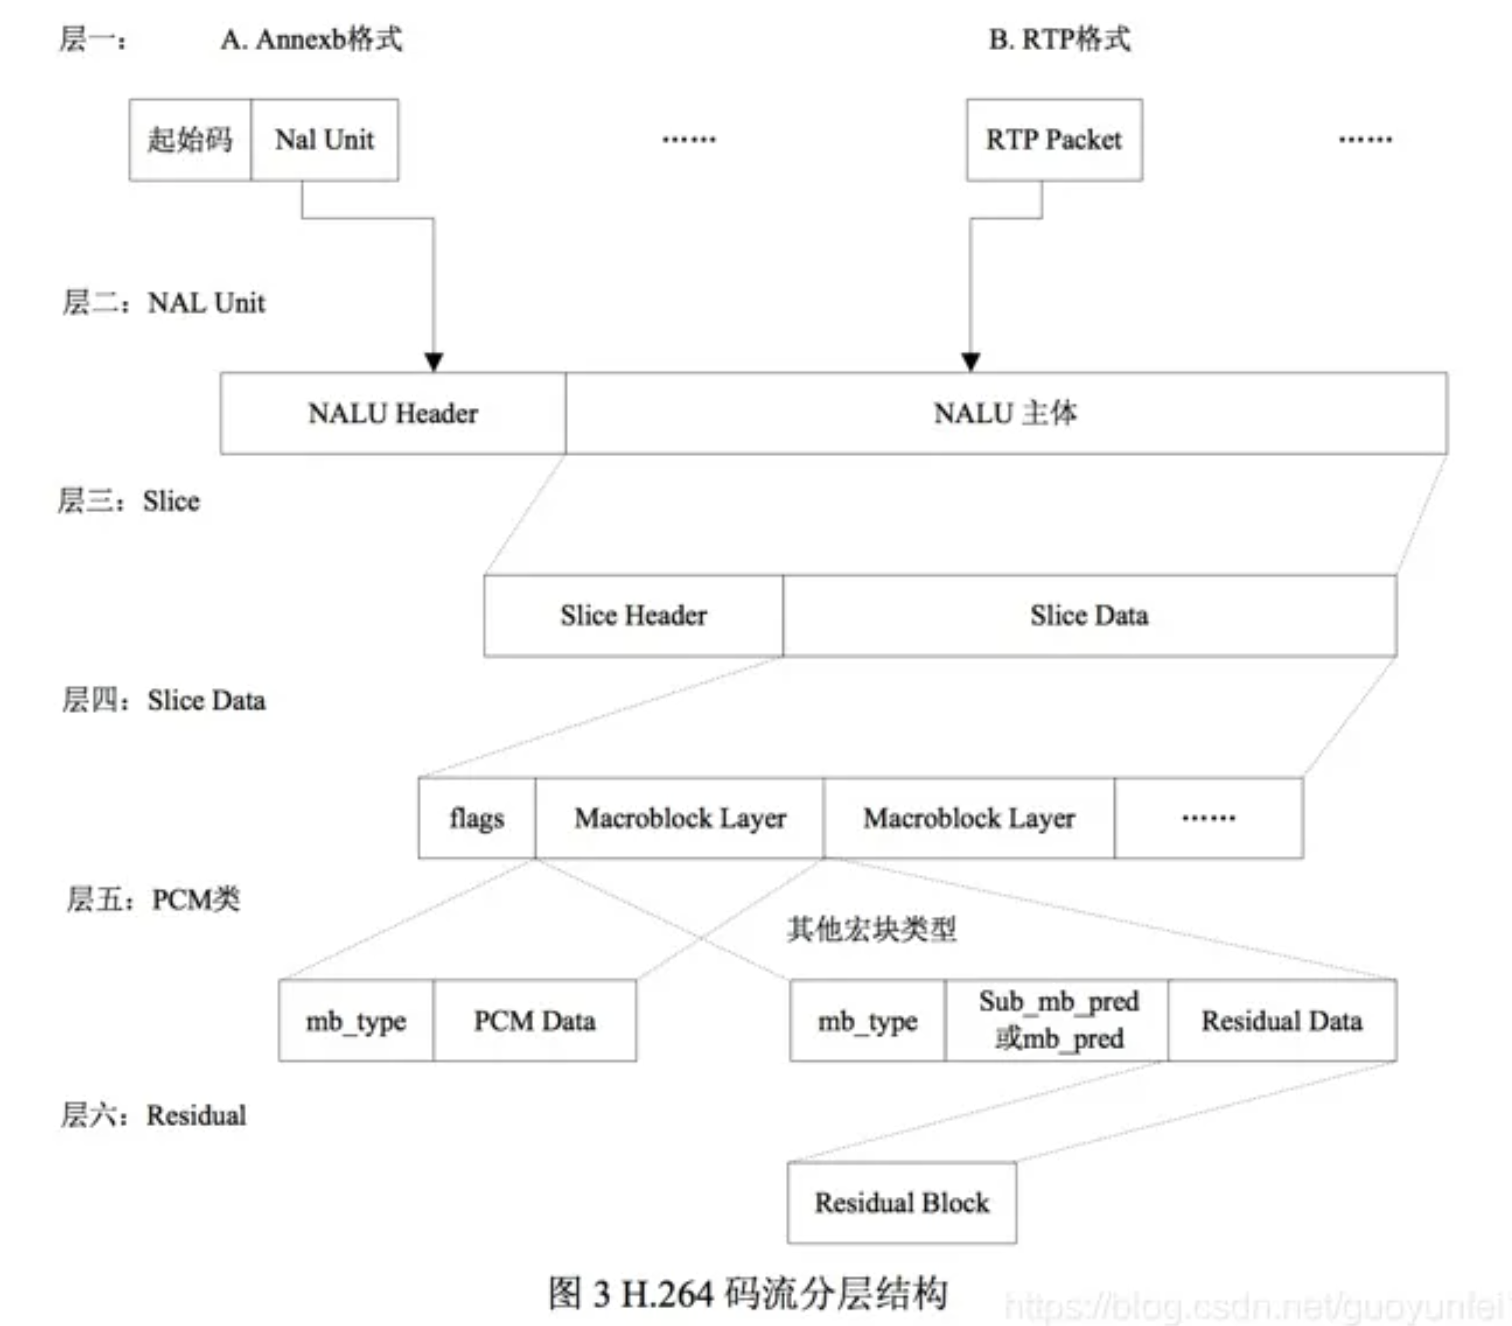 层一： A. Annexb格式 B. RTP格式
起始码 Nal Unit …… RTP Packet ……
层二：NAL Unit
NALU Header NALU 主体
层三：Slice
Slice Header Slice Data
层四：Slice Data
flags Macroblock Layer Macroblock Layer ……
层五：PCM类
其他宏块类型
mb_type PCM Data mb_type Sub_mb_pred
或mb_pred Residual Data
层六：Residual
Residual Block
图 3 H.264 码流分层结构
https://blog.csdn.net/guoyunfei